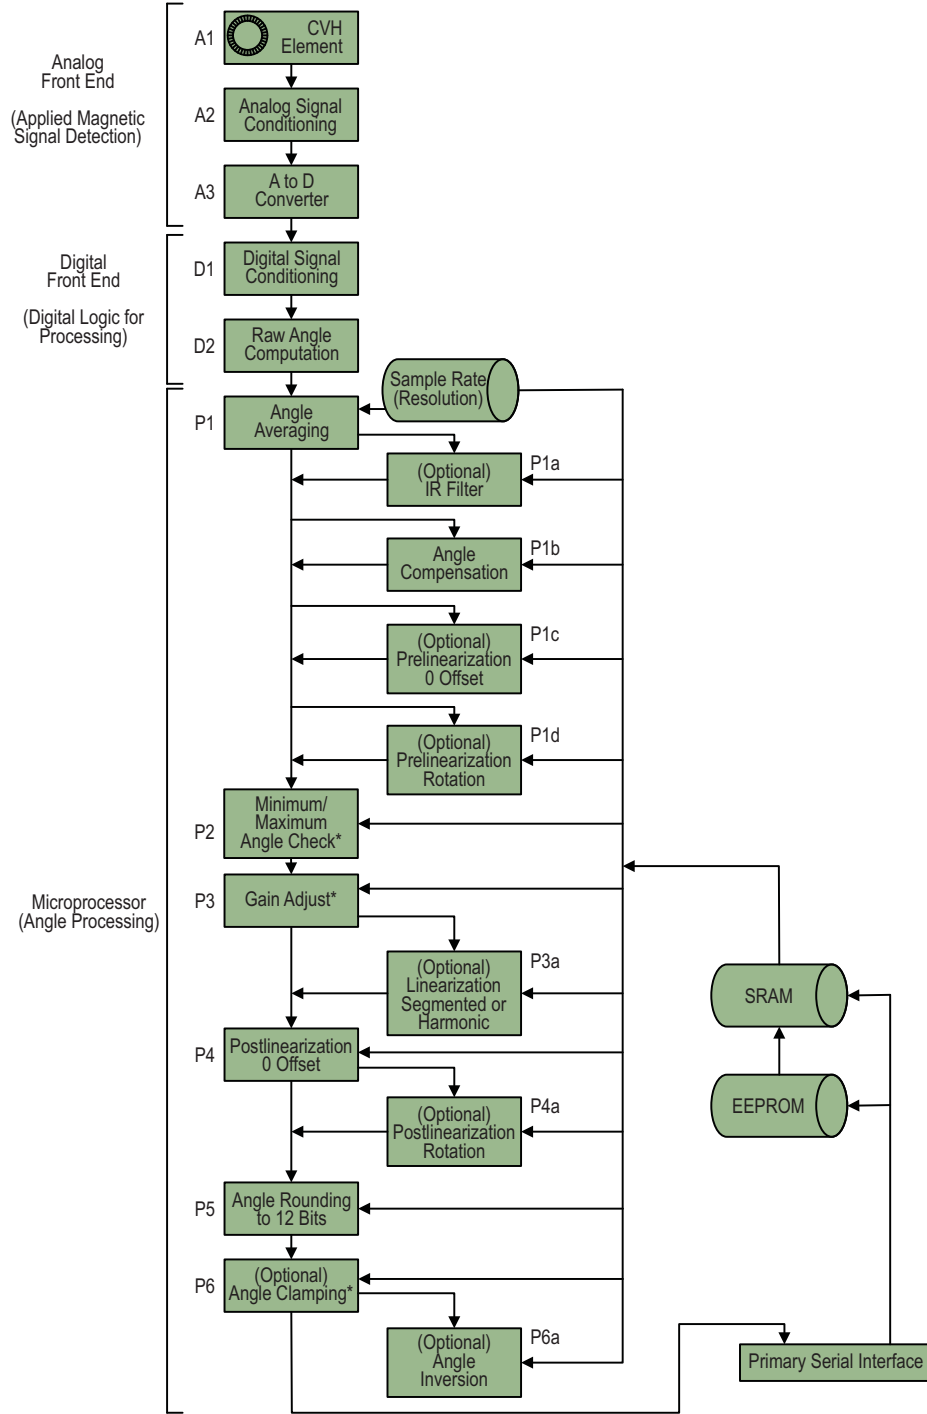 Analog
Front End
(Applied Magnetic
Signal Detection)
A1
CVH
Element
A2
Analog Signal
Conditioning
A3
A to D
Converter
Digital
Front End
(Digital Logic for
Processing)
D1
Digital Signal
Conditioning
D2
Raw Angle
Computation
Sample Rate
(Resolution)
P1
Angle
Averaging
P1a
(Optional)
IR Filter
P1b
Angle
Compensation
P1c
(Optional)
Prelinearization
0 Offset
P1d
(Optional)
Prelinearization
Rotation
Microprocessor
(Angle Processing)
P2
Minimum/
Maximum
Angle Check*
P3
Gain Adjust*
P3a
(Optional)
Linearization
Segmented or
Harmonic
SRAM
P4
Postlinearization
0 Offset
EEPROM
P4a
(Optional)
Postlinearization
Rotation
P5
Angle Rounding
to 12 Bits
P6
(Optional)
Angle Clamping*
P6a
(Optional)
Angle
Inversion
Primary Serial Interface